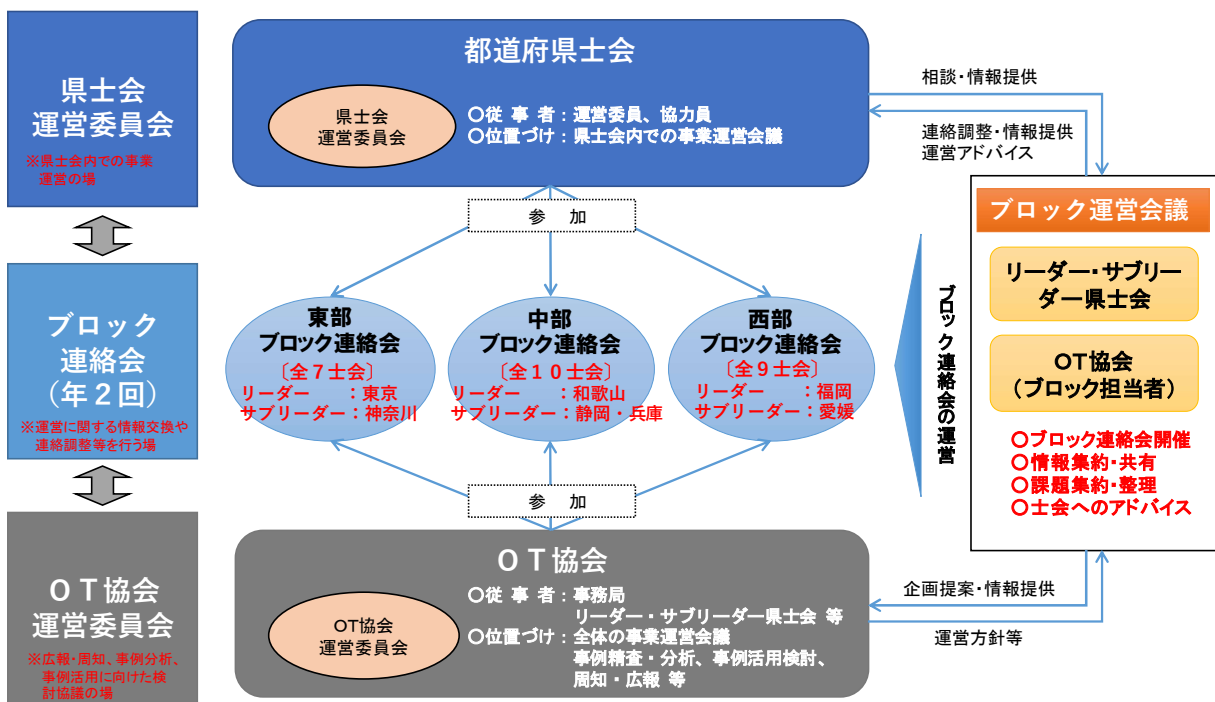 県士会
運営委員会
※県士会内での事業
運営の場
ブロック
連絡会
(年２回)
※運営に関する情報交換や
連絡調整等を行う場
ＯＴ協会
運営委員会
※広報・周知、事例分析、
事例活用に向けた検
討協議の場
都道府県士会
県士会
運営委員会
〇従 事 者：運営委員、協力員
〇位置づけ：県士会内での事業運営会議
参 加
東部
ブロック連絡会
〔全７士会〕
リーダー ：東京
サブリーダー：神奈川
中部
ブロック連絡会
〔全１０士会〕
リーダー ：和歌山
サブリーダー：静岡・兵庫
西部
ブロック連絡会
〔全９士会〕
リーダー ：福岡
サブリーダー：愛媛
参 加
ＯＴ協会
OT協会
運営委員会
〇従 事 者：事務局
リーダー・サブリーダー県士会 等
〇位置づけ：全体の事業運営会議
事例精査・分析、事例活用検討、
周知・広報 等
相談・情報提供
連絡調整・情報提供
運営アドバイス
ブロック連絡会の運営
ブロック運営会議
リーダー・サブリー
ダー県士会
OT協会
（ブロック担当者）
〇ブロック連絡会開催
〇情報集約・共有
〇課題集約・整理
〇士会へのアドバイス
企画提案・情報提供
運営方針等